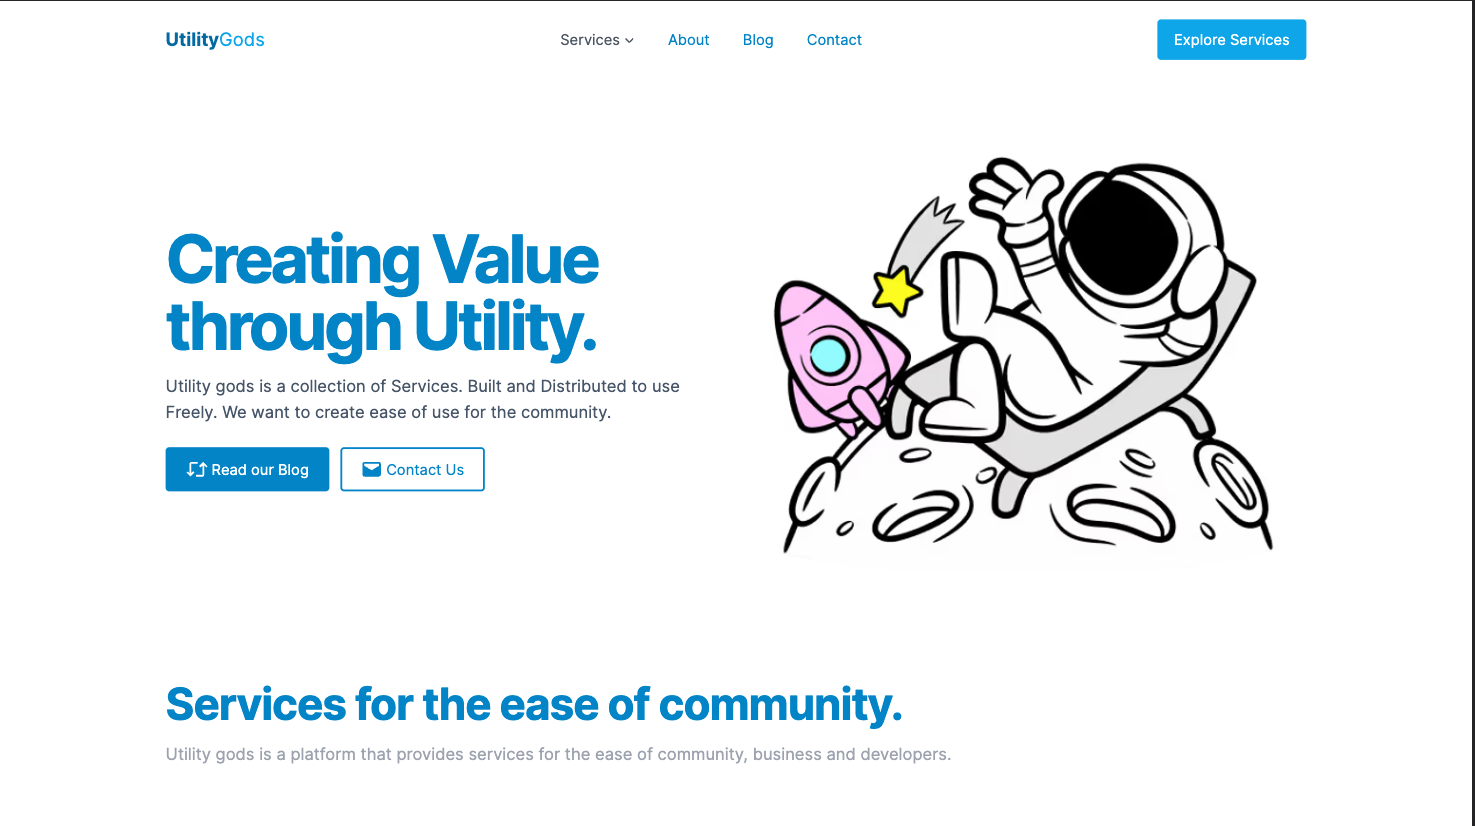 UtilityGods
Services
About
Blog
Contact
Explore Services
Creating Value
through Utility.
Utility gods is a collection of Services. Built and Distributed to use
Freely. We want to create ease of use for the community.
Read our Blog
Contact Us
Services for the ease of community.
Utility gods is a platform that provides services for the ease of community, business and developers.